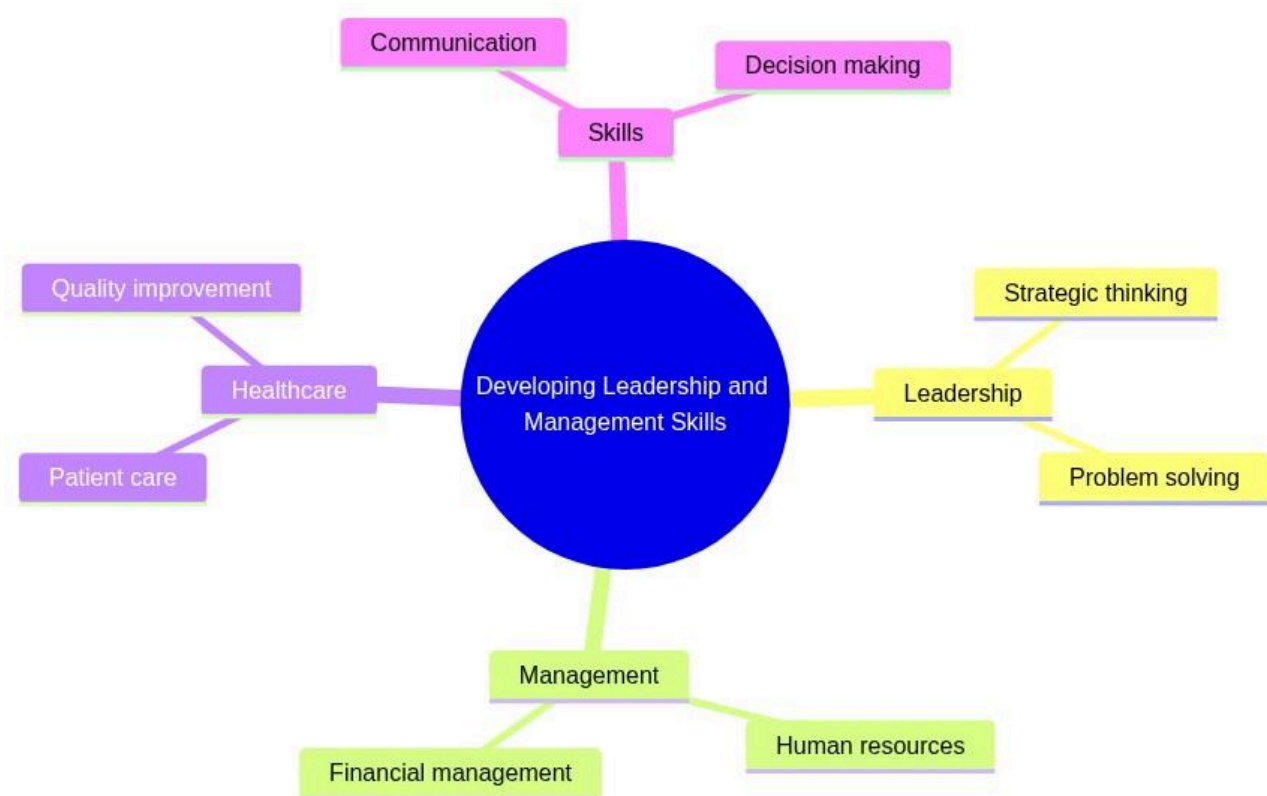 Communication
Decision making
Skills
Quality improvement
Strategic thinking
Healthcare
Developing Leadership and
Management Skills
Leadership
Patient care
Problem solving
Management
Human resources
Financial management